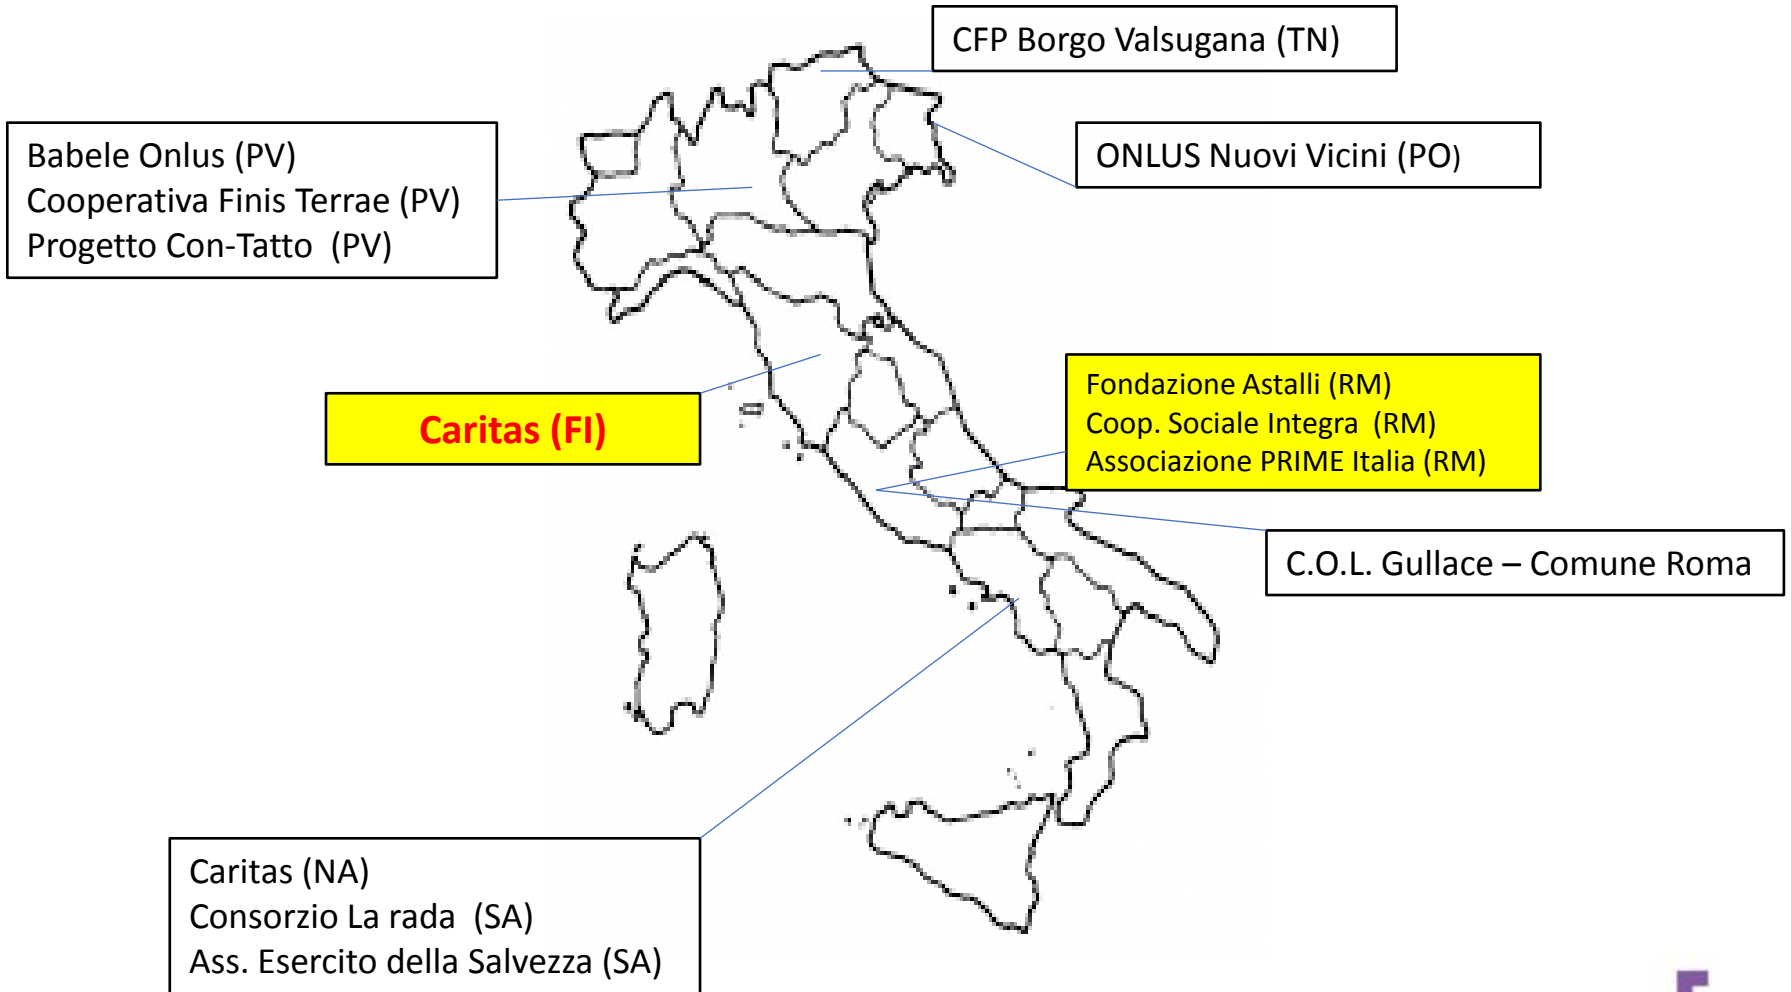 CFP Borgo Valsugana (TN)
ONLUS Nuovi Vicini (PO)
Babele Onlus (PV)
Cooperativa Finis Terrae (PV)
Progetto Con-Tatto (PV)
Caritas (FI)
Fondazione Astalli (RM)
Coop. Sociale Integra (RM)
Associazione PRIME Italia (RM)
C.O.L. Gullace – Comune Roma
Caritas (NA)
Consorzio La rada (SA)
Ass. Esercito della Salvezza (SA)